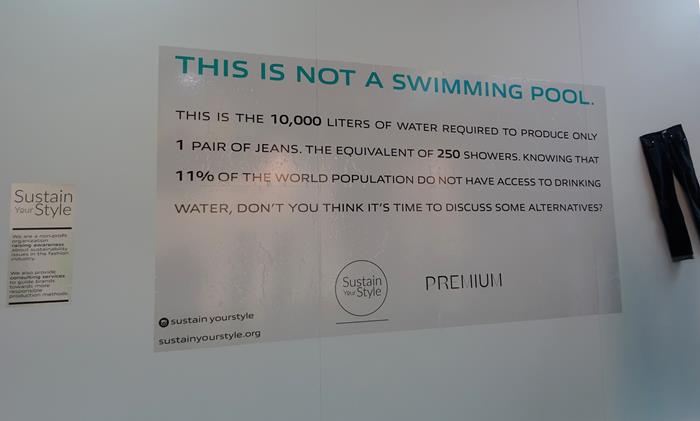 THIS IS NOT A SWIMMING POOL.
THIS IS THE 10,000 LITERS OF WATER REQUIRED TO PRODUCE ONLY
1 PAIR OF JEANS. THE EQUIVALENT OF 250 SHOWERS. KNOWING THAT
11% OF THE WORLD POPULATION DO NOT HAVE ACCESS TO DRINKING
WATER, DON'T YOU THINK IT'S TIME TO DISCUSS SOME ALTERNATIVES?
Sustain
Your Style
PREMIUM
sustain yourstyle
sustainyourstyle.org
Sustain
Your Style
We are a non-profit
organization
raising awareness
about sustainability
issues in the fashion
industry.
We also provide
consulting services
to guide brands
towards more
responsible
production methods.